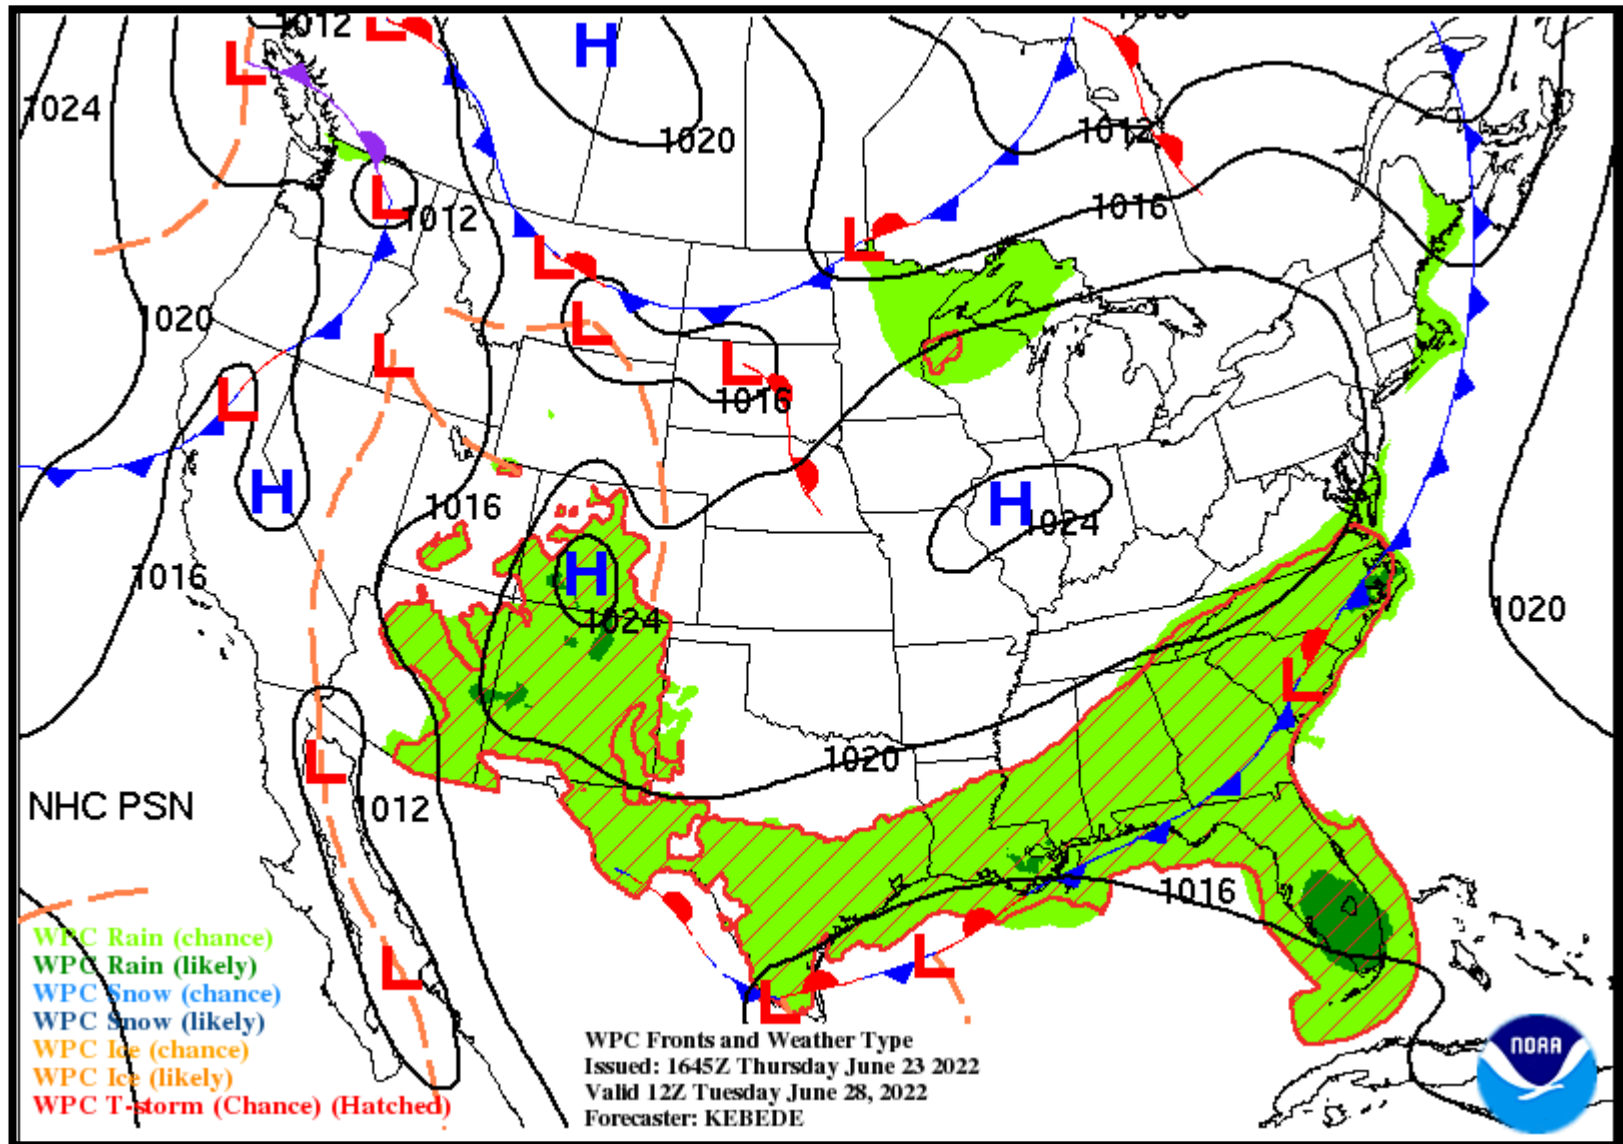 1012
H
L
L
1024
1020
1012
L
1012
1016
L
L
1020
L
L
L
L
1016
L
H
1016
H
1024
H
1024
1016
1020
L
L
1020
NHC PSN
1012
1016
L
L
L
WPC Rain (chance)
WPC Rain (likely)
WPC Snow (chance)
WPC Snow (likely)
WPC Ice (chance)
WPC Ice (likely)
WPC T-storm (Chance) (Hatched)
WPC Fronts and Weather Type
Issued: 1645Z Thursday June 23 2022
Valid 12Z Tuesday June 28, 2022
Forecaster: KEBEDE
NOAA